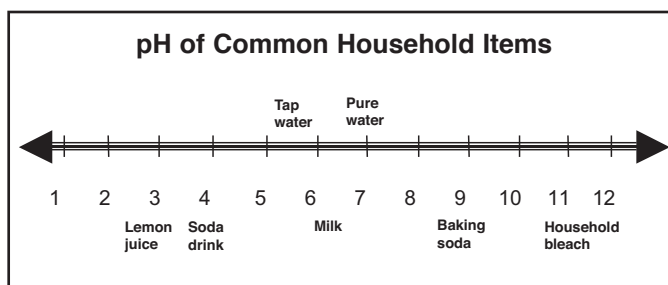 pH of Common Household Items
Tap
water
Pure
water
1 2 3 4 5 6 7 8 9 10 11 12
Lemon
juice
Soda
drink
Milk
Baking
soda
Household
bleach